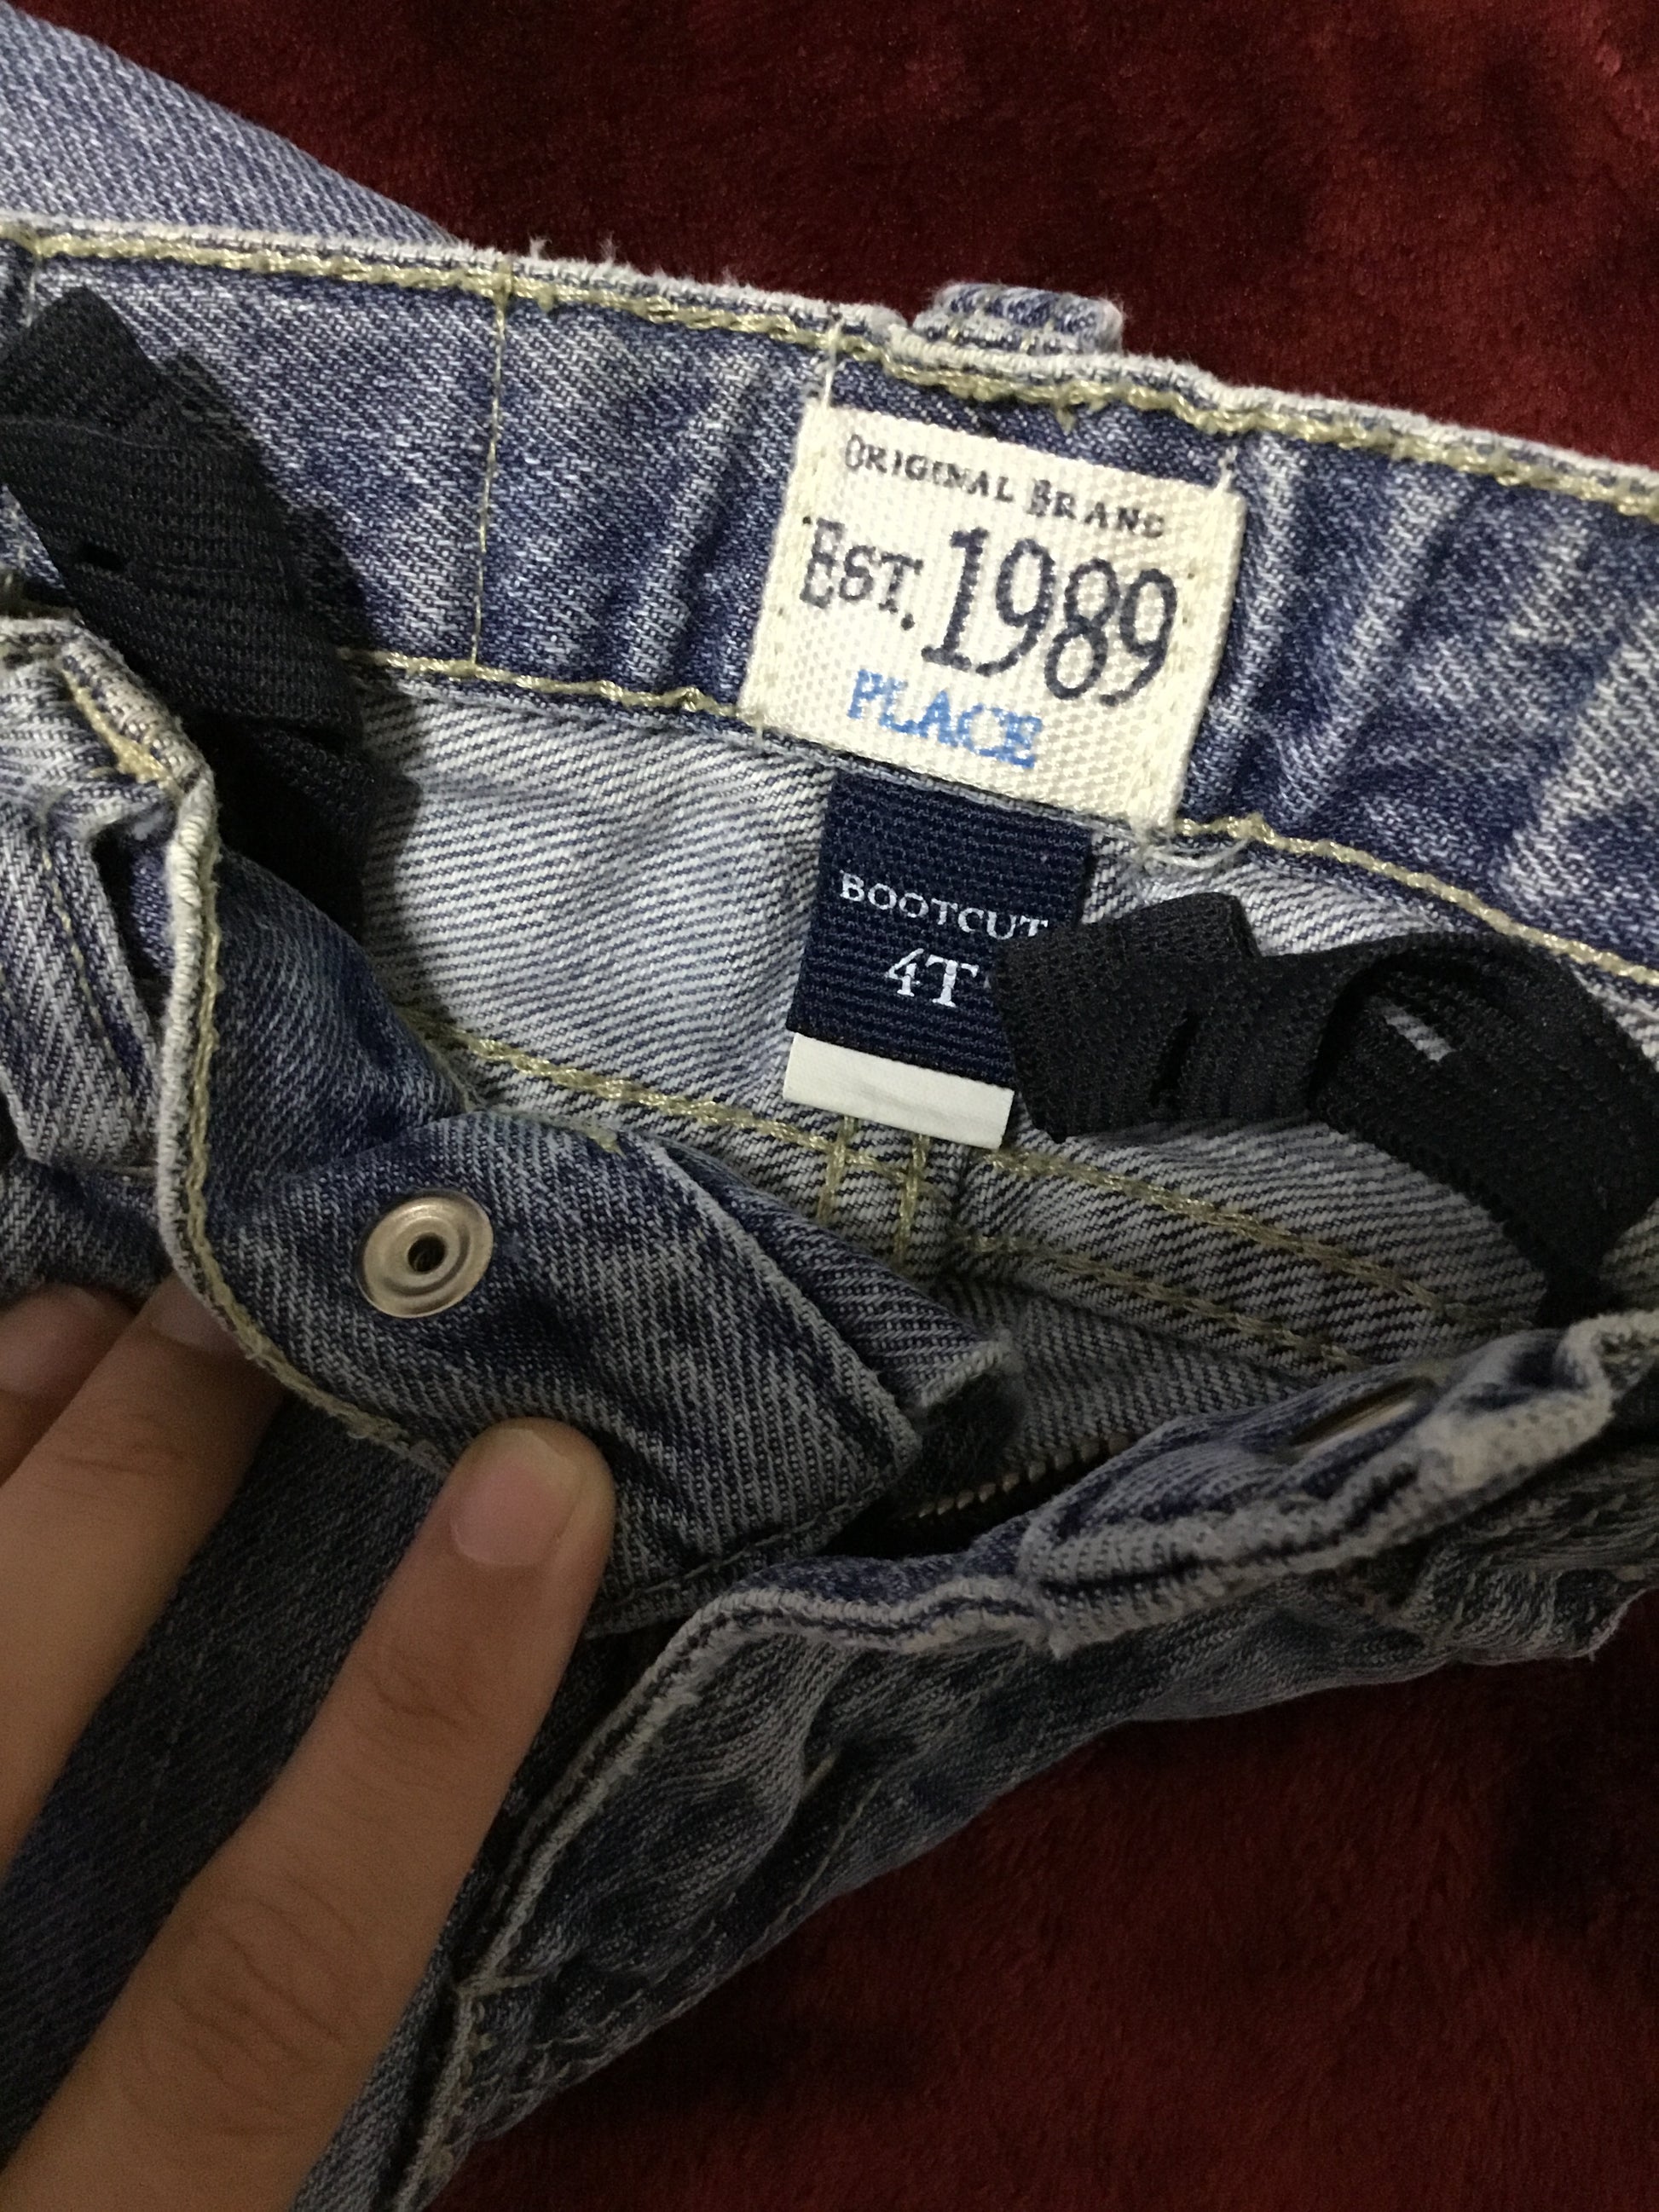 ORIGINAL BRAND
EST. 1989
PLACE
BOOTCUT
4T